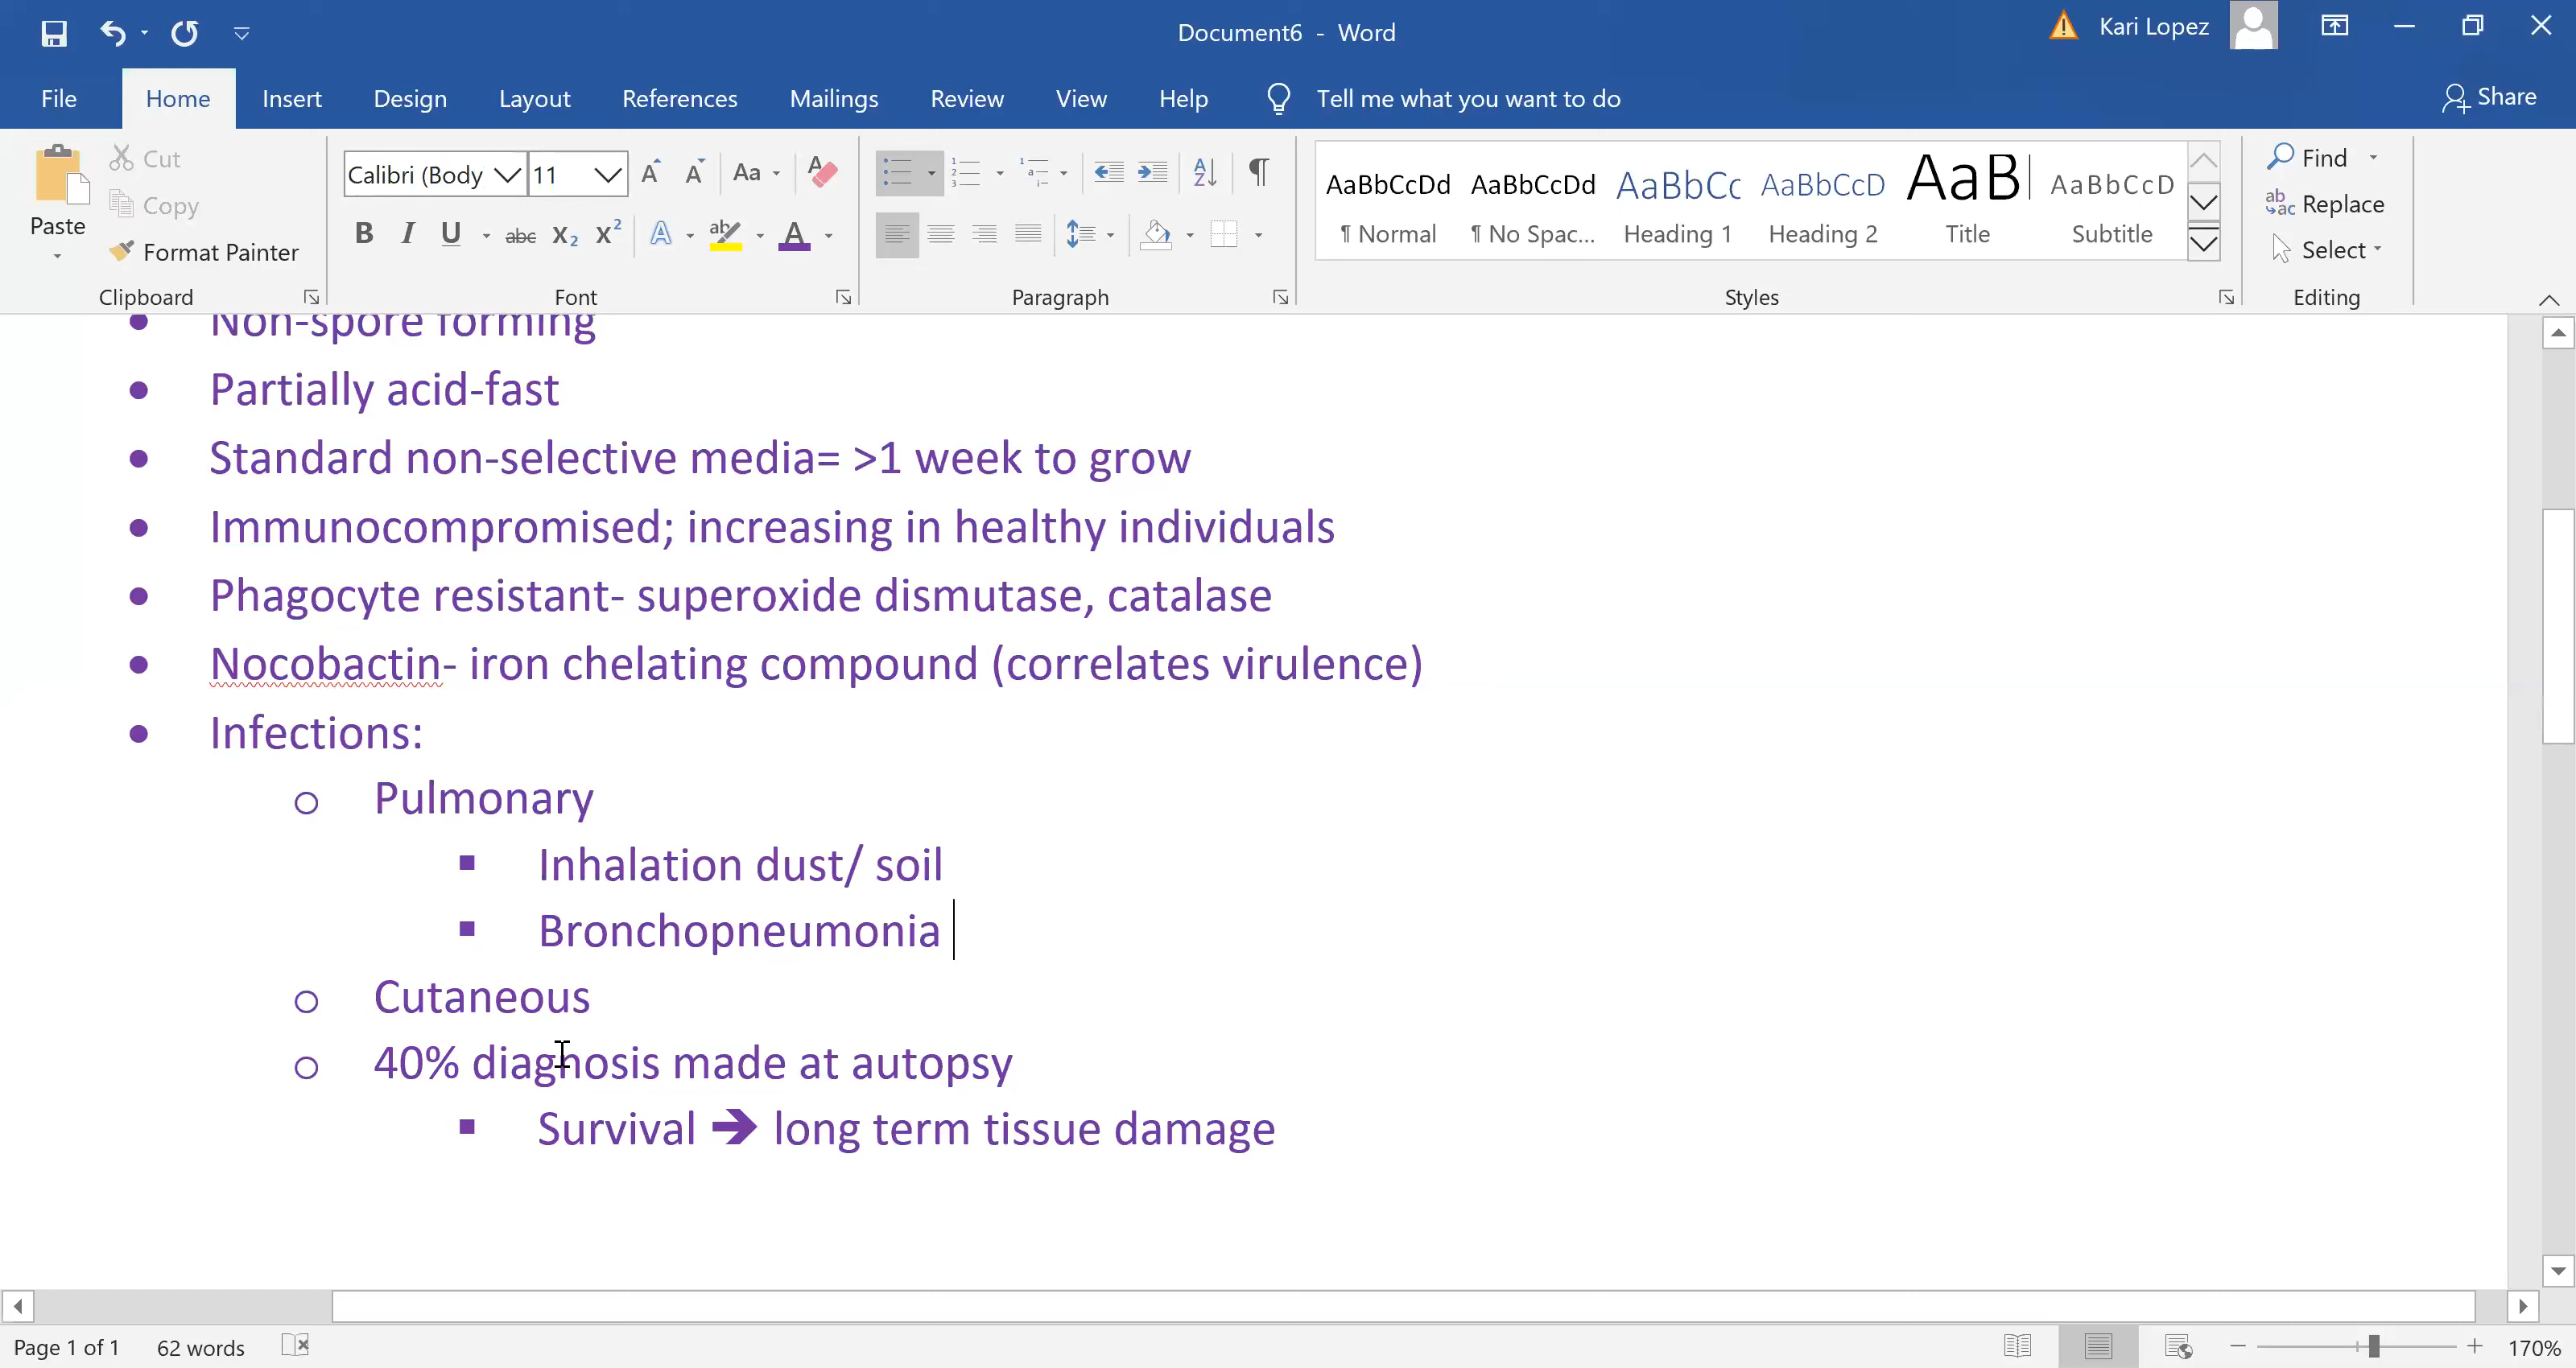 Document6 - Word
Kari Lopez
File Home Insert Design Layout References Mailings Review View Help Tell me what you want to do Share
Paste
Cut
Copy
Format Painter
Clipboard
Calibri (Body 11
Font
Paragraph
AaBbCcDd AaBbCcDd AaBbCc AaBbCcD AaB AaBbCcD
¶ Normal ¶ No Spac... Heading 1 Heading 2 Title Subtitle
Styles
Find
Replace
Select
Editing
Non-spore forming
Partially acid-fast
Standard non-selective media= >1 week to grow
Immunocompromised; increasing in healthy individuals
Phagocyte resistant- superoxide dismutase, catalase
Nocobactin- iron chelating compound (correlates virulence)
Infections:
Pulmonary
Inhalation dust/ soil
Bronchopneumonia
Cutaneous
40% diagnosis made at autopsy
Survival ➔ long term tissue damage
Page 1 of 1 62 words 170%